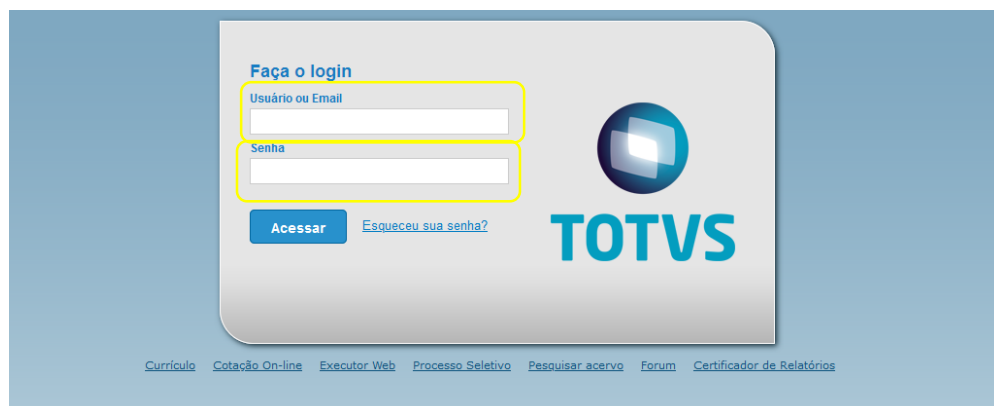 Faça o login
Usuário ou Email
Senha
Acessar Esqueceu sua senha?
TOTVS
Currículo Cotação On-line Executor Web Processo Seletivo Pesquisar acervo Forum Certificador de Relatórios